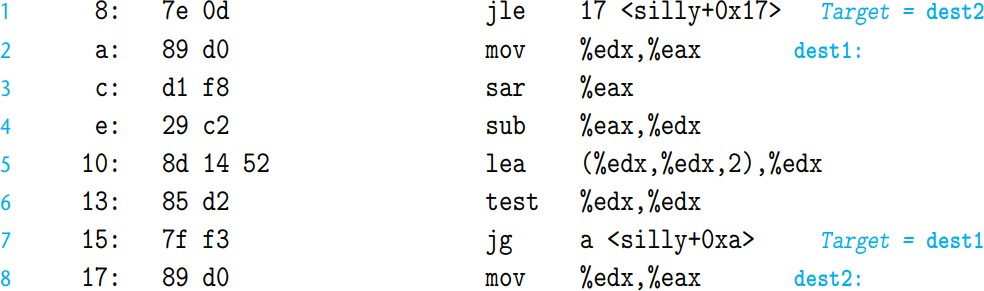 1 8: 7e 0d jle 17 <silly+0x17> Target = dest2
2 a: 89 d0 mov %edx,%eax dest1:
3 c: d1 f8 sar %eax
4 e: 29 c2 sub %eax,%edx
5 10: 8d 14 52 lea (%edx,%edx,2),%edx
6 13: 85 d2 test %edx,%edx
7 15: 7f f3 jg a <silly+0xa> Target = dest1
8 17: 89 d0 mov %edx,%eax dest2: